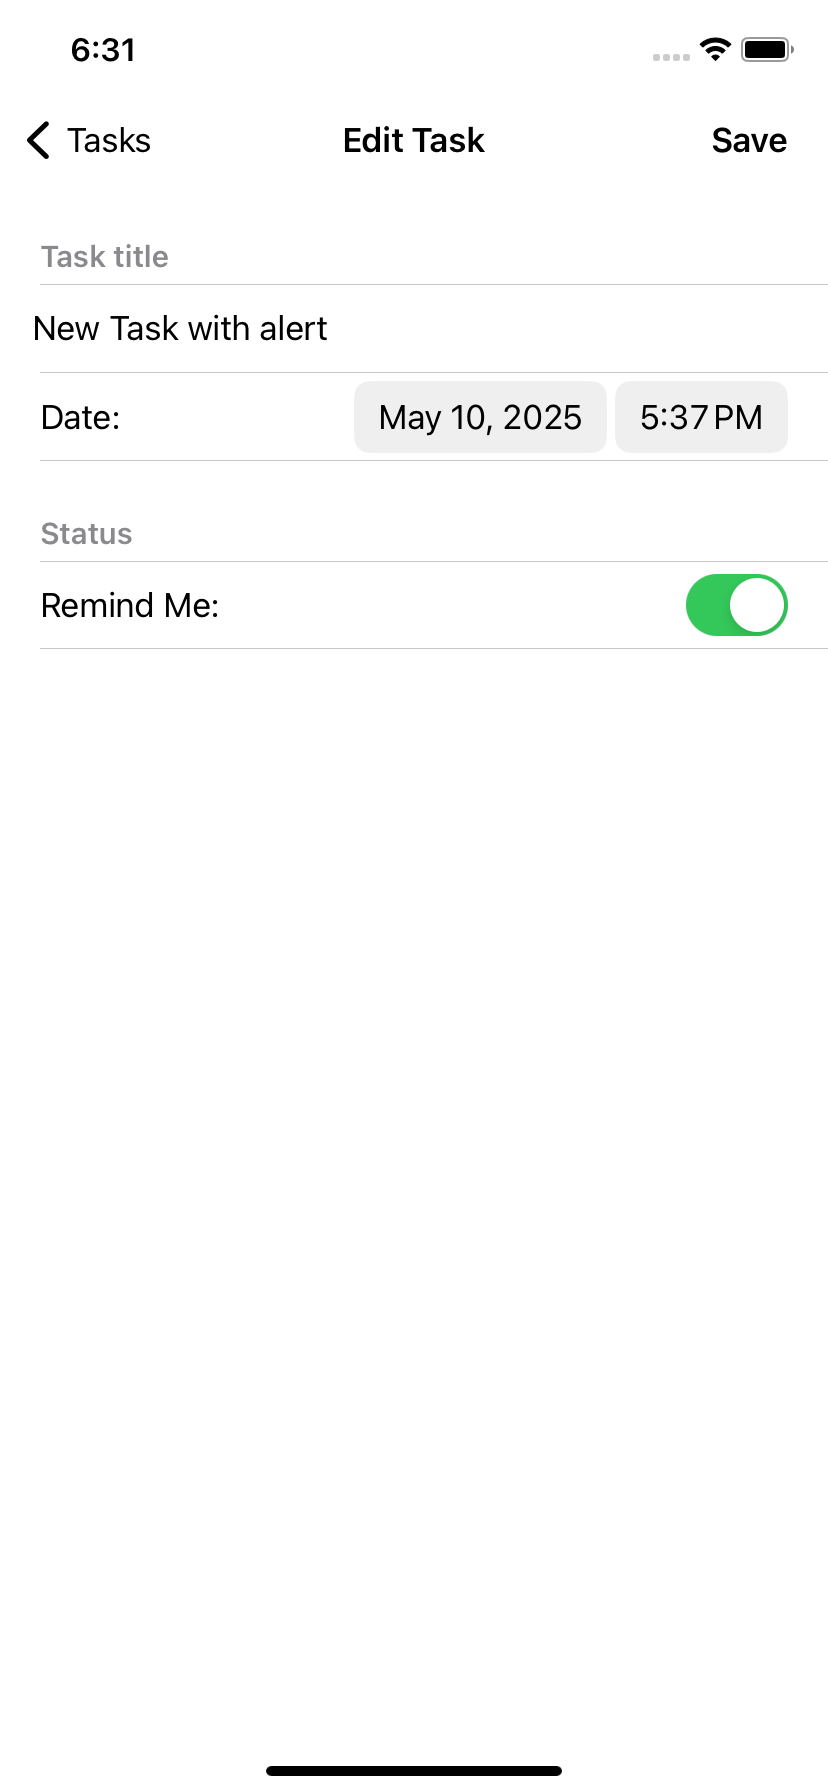 6:31
Tasks Edit Task Save
Task title
New Task with alert
Date: May 10, 2025 5:37 PM
Status
Remind Me: